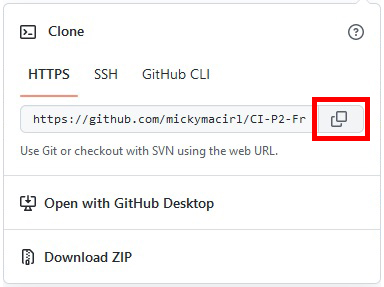 Clone
HTTPS SSH GitHub CLI
https://github.com/mickymacirl/CI-P2-Fr
Use Git or checkout with SVN using the web URL.
Open with GitHub Desktop
Download ZIP